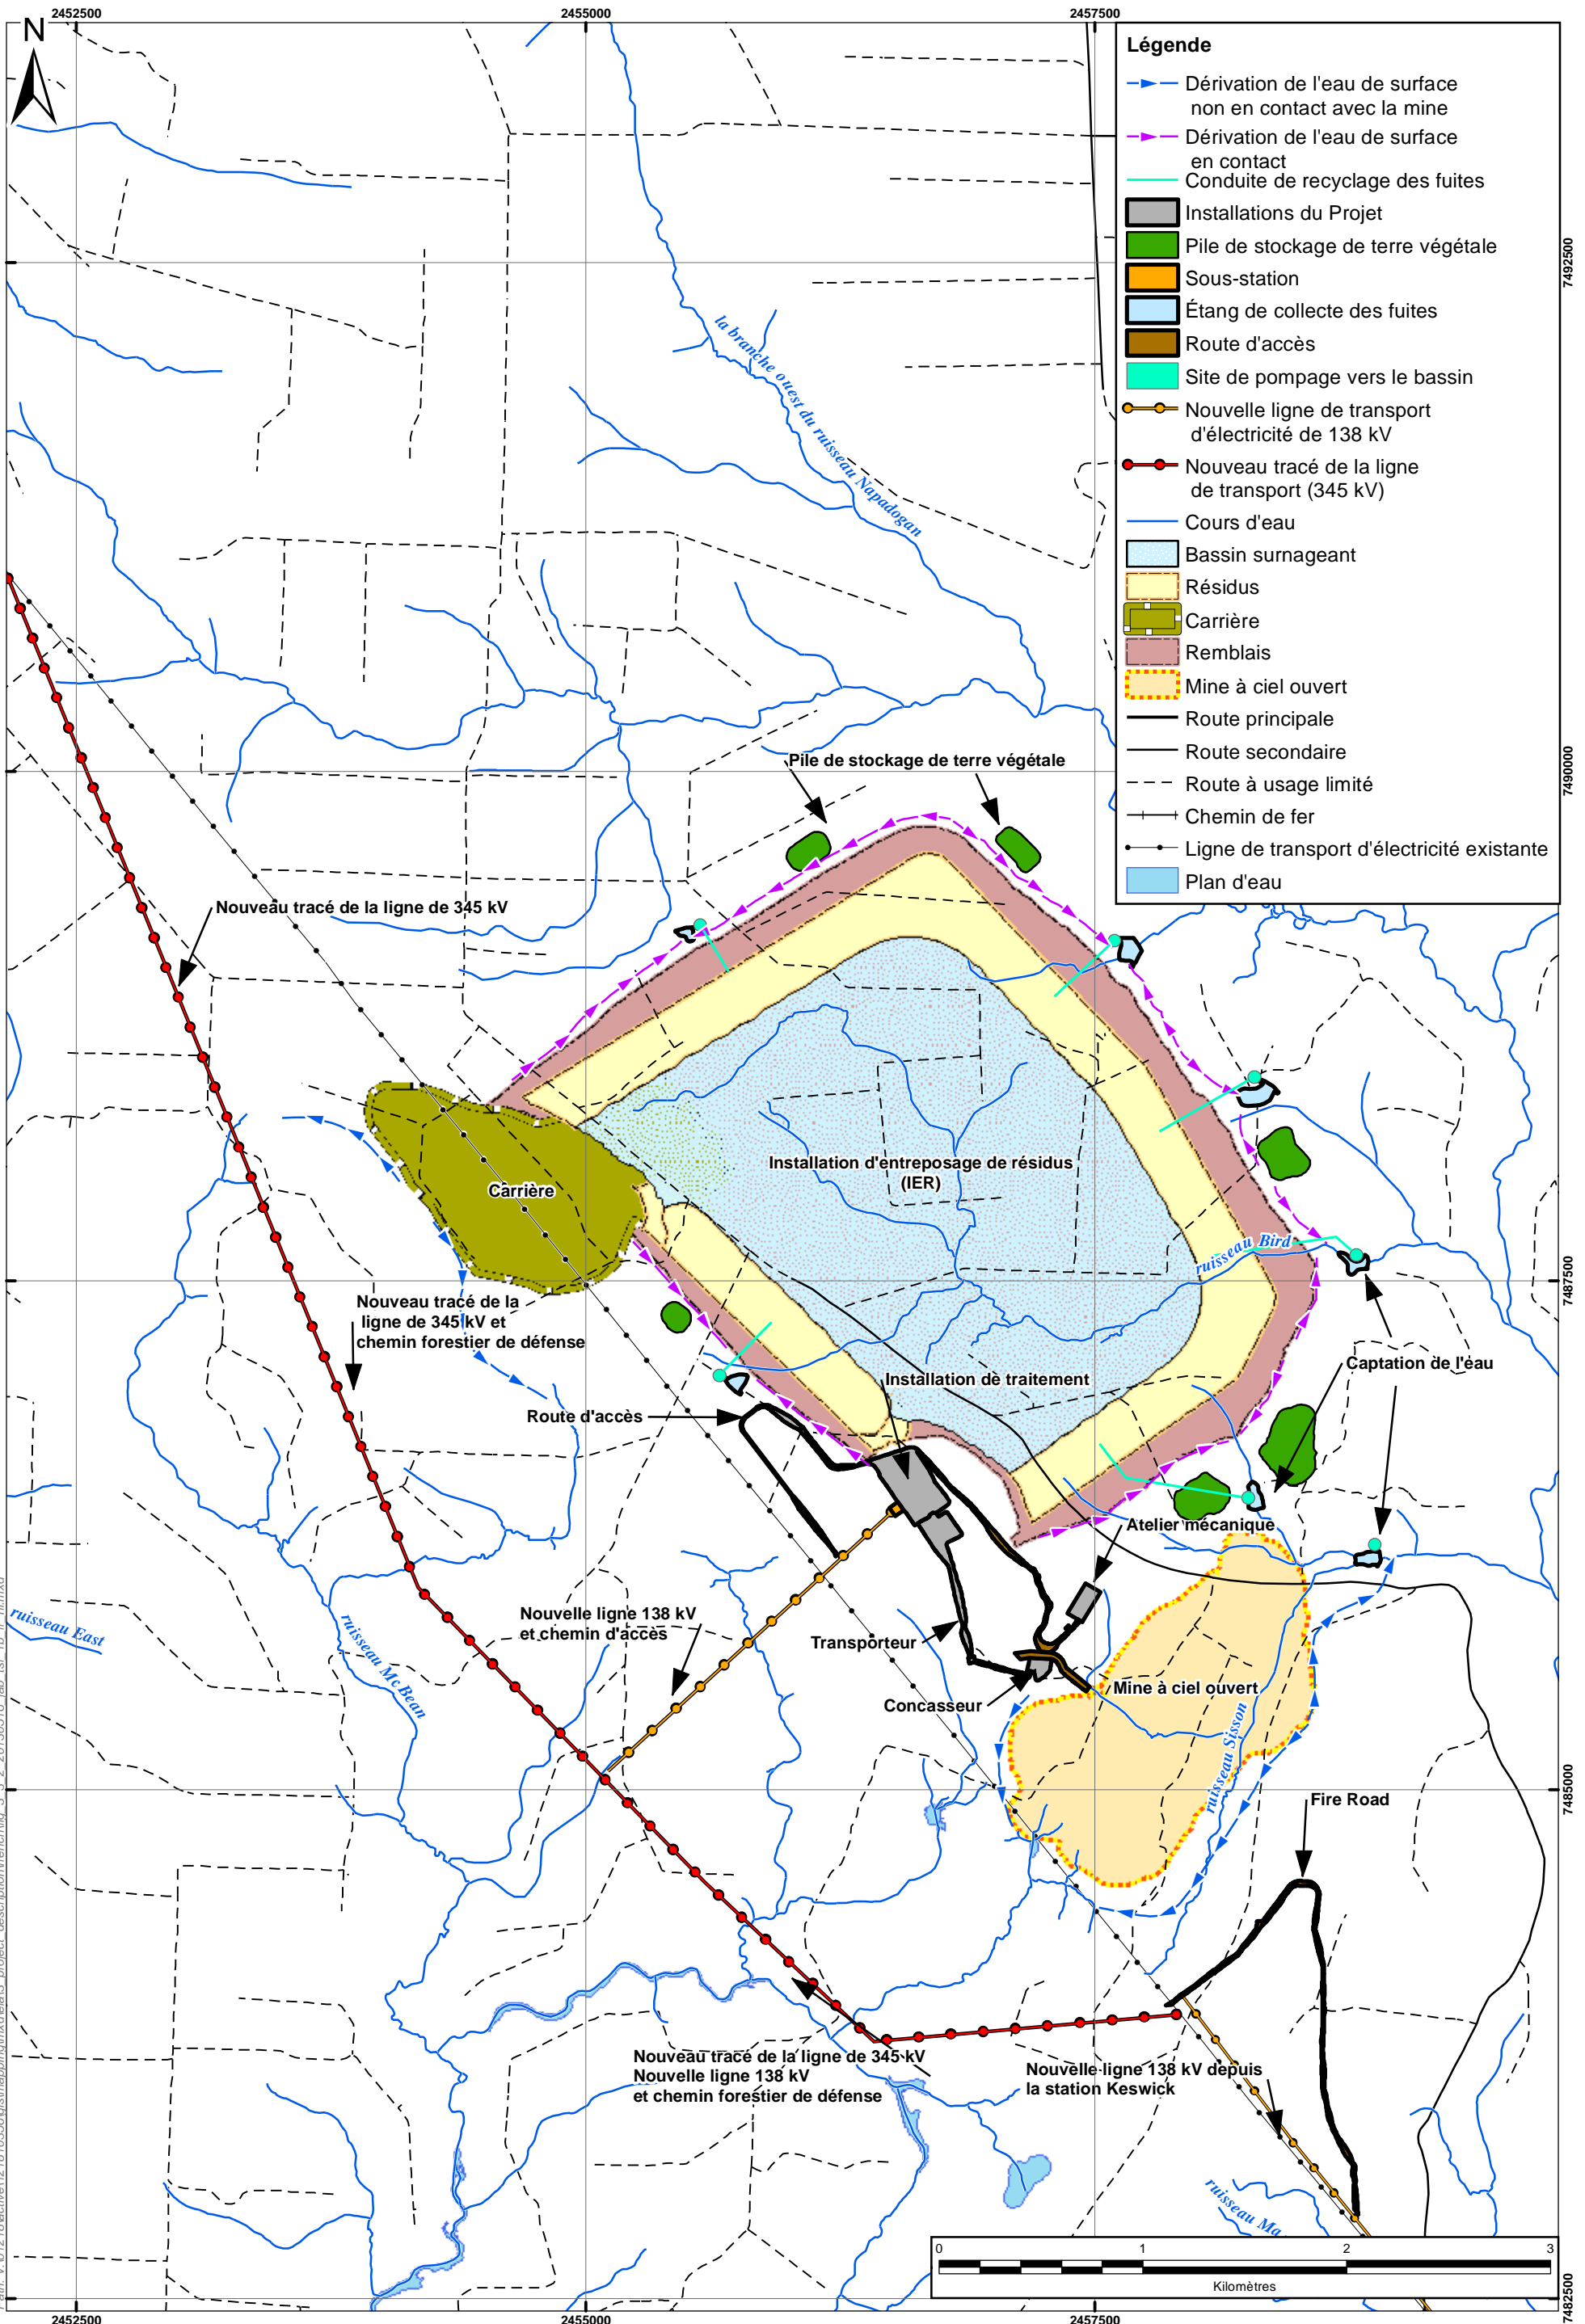 2452500
2455000
2457500
N
Légende
Dérivation de l'eau de surface
non en contact avec la mine
Dérivation de l'eau de surface
en contact
Conduite de recyclage des fuites
Installations du Projet
Pile de stockage de terre végétale
Sous-station
Étang de collecte des fuites
Route d'accès
Site de pompage vers le bassin
Nouvelle ligne de transport
d'électricité de 138 kV
Nouveau tracé de la ligne
de transport (345 kV)
Cours d'eau
Bassin surnageant
Résidus
Carrière
Remblais
Mine à ciel ouvert
Route principale
Route secondaire
Route à usage limité
Chemin de fer
Ligne de transport d'électricité existante
Plan d'eau
7492500
la branche ouest du ruisseau Napadogan
7490000
Pile de stockage de terre végétale
Nouveau tracé de la ligne de 345 kV
Installation d'entreposage de résidus
(IER)
Carrière
ruisseau Bird
7487500
Nouveau tracé de la
ligne de 345 kV et
chemin forestier de défense
Captation de l'eau
Installation de traitement
Route d'accès
Atelier mécanique
Nouvelle ligne 138 kV
et chemin d'accès
ruisseau East
ruisseau McBean
Transporteur
Mine à ciel ouvert
Concasseur
ruisseau Sisson
7485000
Fire Road
Nouveau tracé de la ligne de 345 kV
Nouvelle ligne 138 kV
et chemin forestier de défense
Nouvelle ligne 138 kV depuis
la station Keswick
ruisseau Ma
0 1 2 3
Kilomètres
7482500
2452500
2455000
2457500